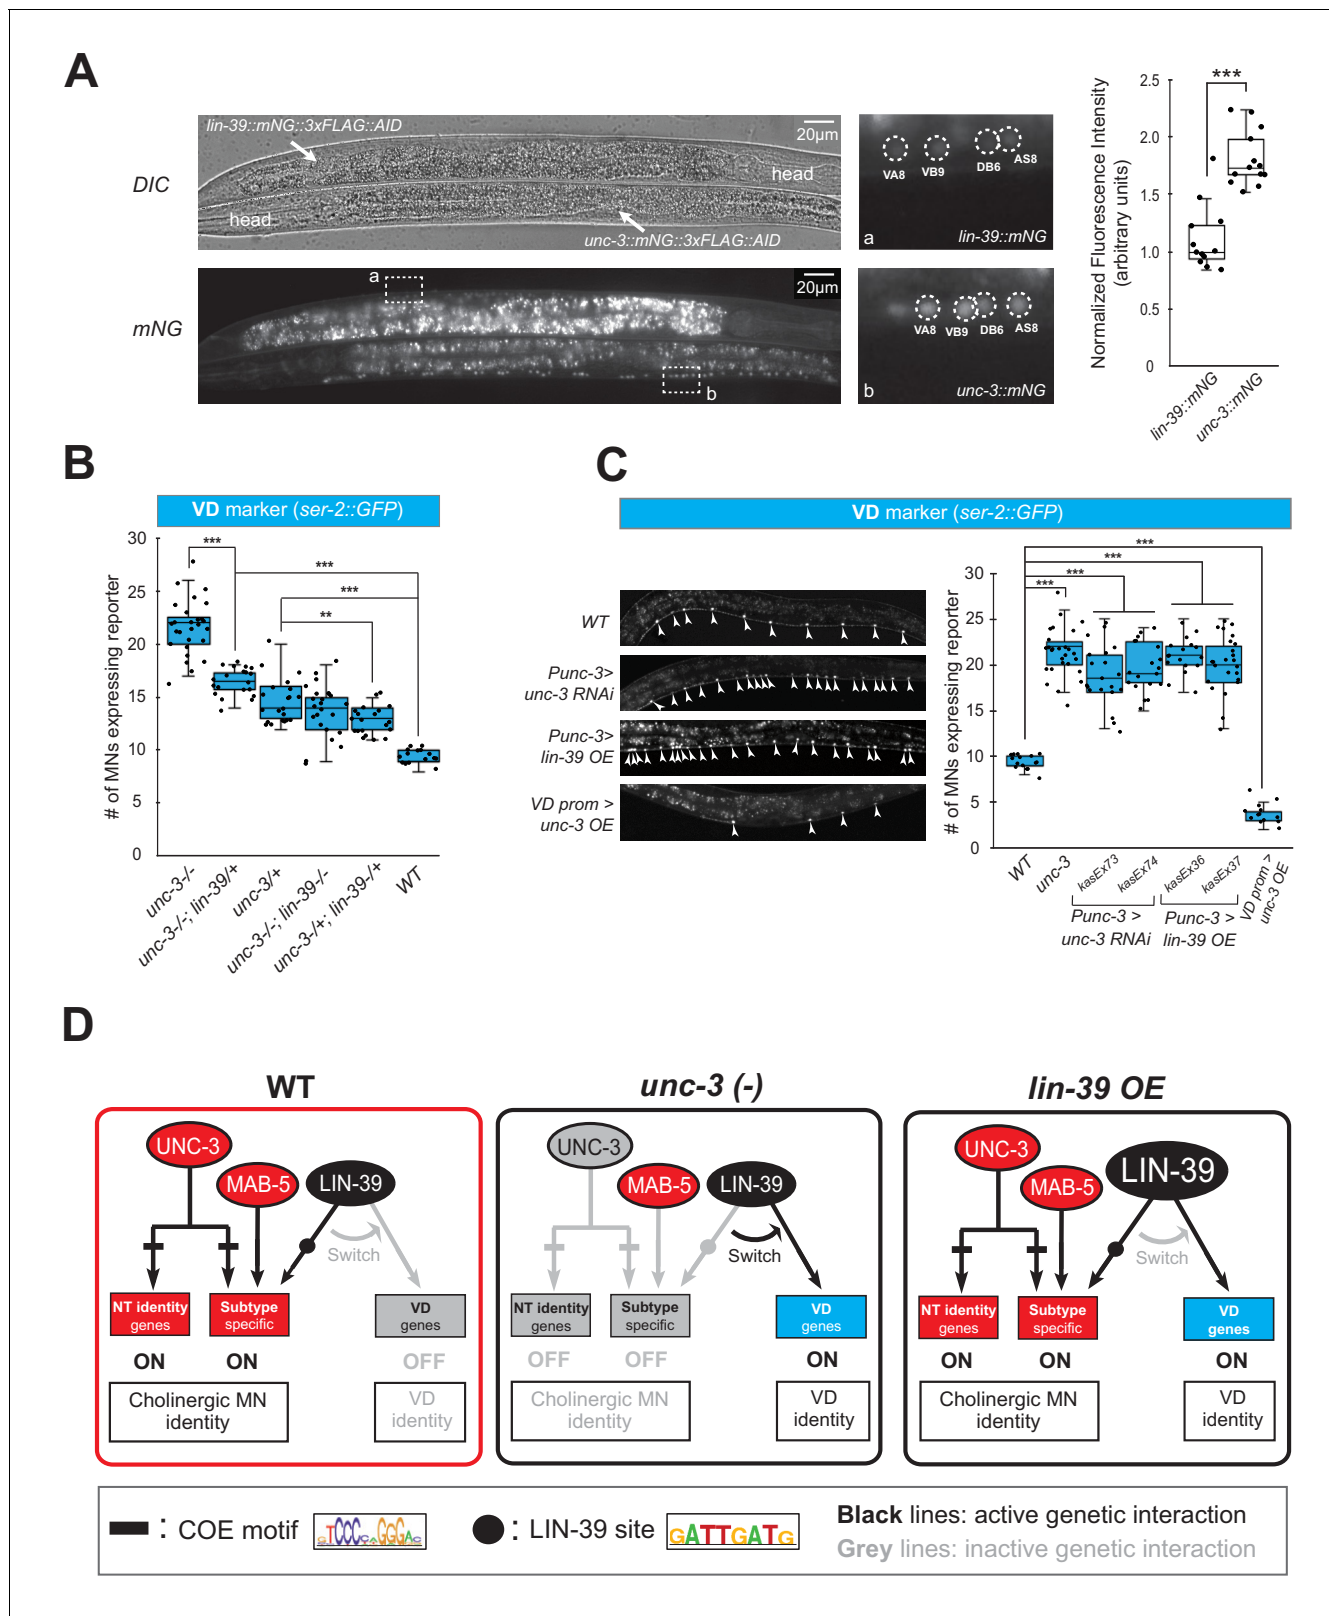 A
DIC
lin-39::mNG::3xFLAG::AID
20µm
head
head
unc-3::mNG::3xFLAG::AID
mNG
a
20µm
b
VA8
VB9
DB6
AS8
a
lin-39::mNG
VA8
VB9
DB6
AS8
b
unc-3::mNG
Normalized Fluorescence Intensity
(arbitrary units)
2.5
2.0
1.5
1.0
0.5
0
***
lin-39::mNG
unc-3::mNG
B
VD marker (ser-2::GFP)
# of MNs expressing reporter
30
25
20
15
10
5
0
***
***
***
**
unc-3-/-
unc-3-/-; lin-39/+
unc-3/+
unc-3-/-; lin-39-/-
unc-3-/+; lin-39-/+
WT
C
VD marker (ser-2::GFP)
WT
Punc-3>
unc-3 RNAi
Punc-3>
lin-39 OE
VD prom >
unc-3 OE
# of MNs expressing reporter
30
25
20
15
10
5
0
***
***
***
***
WT
unc-3
kasEx73
kasEx74
kasEx36
kasEx37
VD prom >
unc-3 OE
Punc-3 >
unc-3 RNAi
Punc-3 >
lin-39 OE
D
WT
UNC-3
MAB-5
LIN-39
Switch
NT identity
genes
Subtype
specific
VD
genes
ON
ON
OFF
Cholinergic MN
identity
VD
identity
unc-3 (-)
UNC-3
MAB-5
LIN-39
Switch
NT identity
genes
Subtype
specific
VD
genes
OFF
OFF
ON
Cholinergic MN
identity
VD
identity
lin-39 OE
UNC-3
MAB-5
LIN-39
Switch
NT identity
genes
Subtype
specific
VD
genes
ON
ON
ON
Cholinergic MN
identity
VD
identity
: COE motif
: LIN-39 site
GATTGATG
Black lines: active genetic interaction
Grey lines: inactive genetic interaction